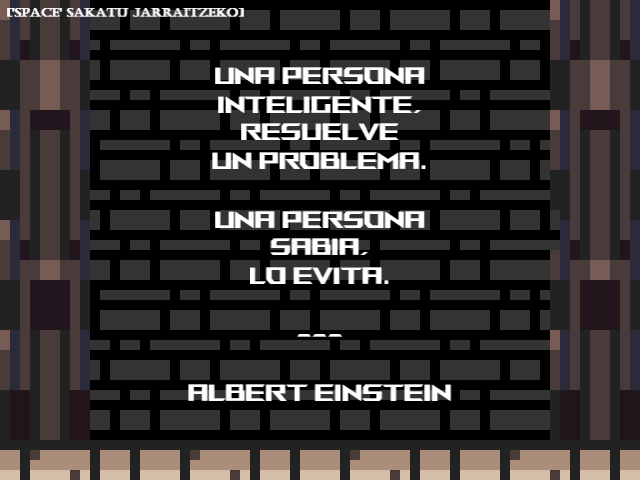 ['SPACE' SAKATU JARRAITZEKO]
UNA PERSONA
INTELIGENTE,
RESUELVE
UN PROBLEMA.
UNA PERSONA
SABIA,
LO EVITA.
---
ALBERT EINSTEIN